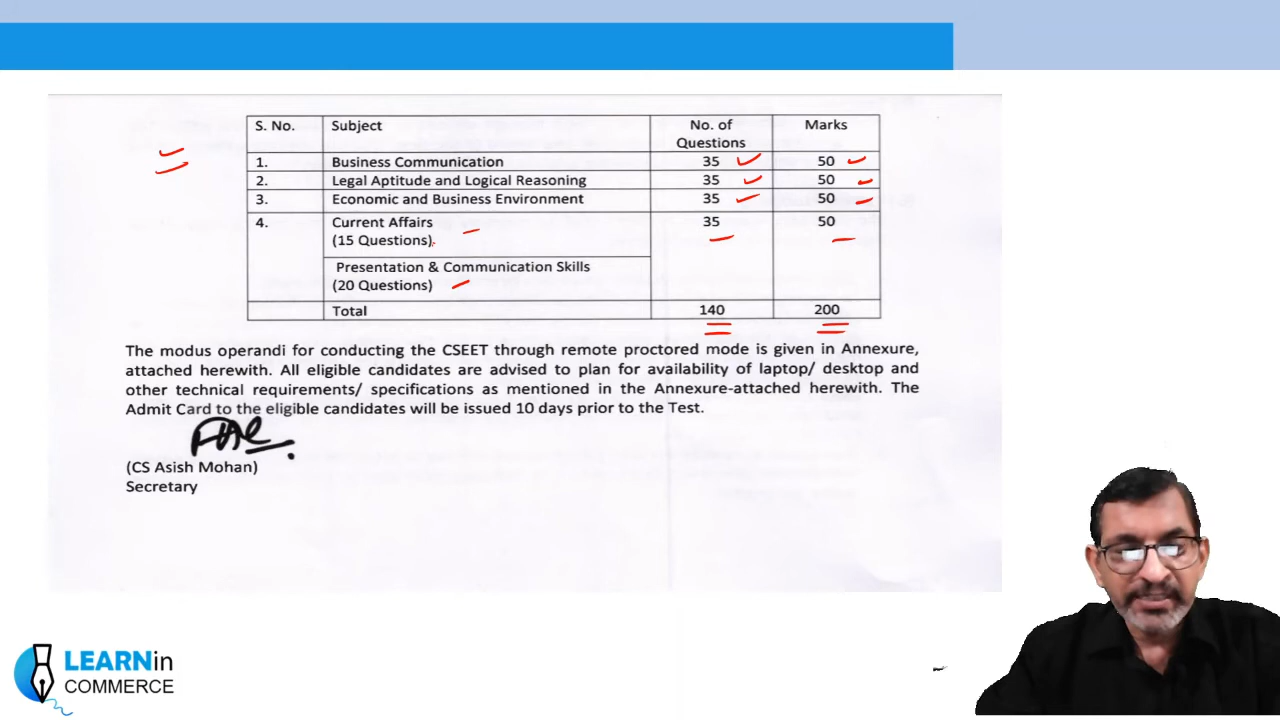 S. No. Subject No. of Questions Marks
1. Business Communication 35 50
2. Legal Aptitude and Logical Reasoning 35 50
3. Economic and Business Environment 35 50
4. Current Affairs 35 50
(15 Questions).
Presentation & Communication Skills
(20 Questions)
Total 140 200
The modus operandi for conducting the CSEET through remote proctored mode is given in Annexure,
attached herewith. All eligible candidates are advised to plan for availability of laptop/ desktop and
other technical requirements/ specifications as mentioned in the Annexure-attached herewith. The
Admit Card to the eligible candidates will be issued 10 days prior to the Test.
(CS Asish Mohan)
Secretary
LEARNin
COMMERCE